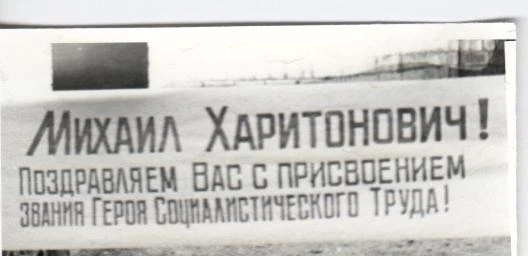 Михаил Харитонович!
Поздравляем Вас с присвоением
звания Героя Социалистического Труда!